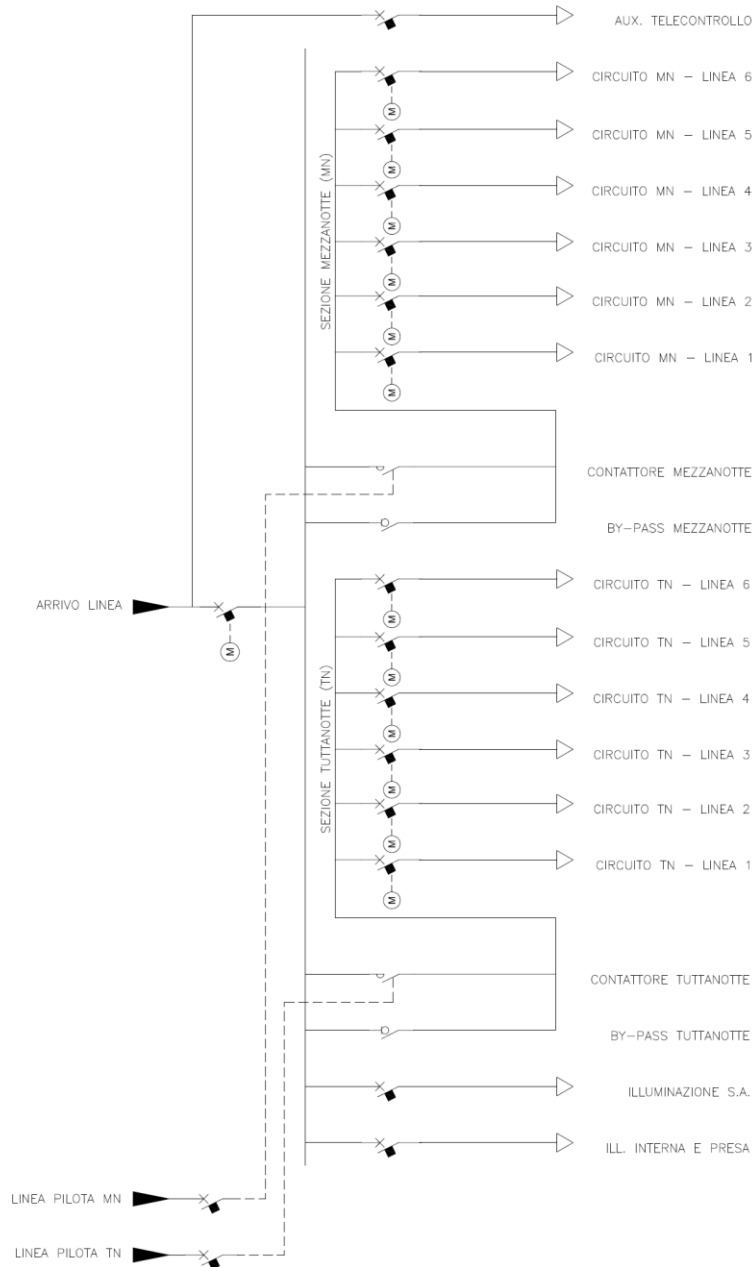 AUX. TELECONTROLLO
CIRCUITO MN – LINEA 6
M
CIRCUITO MN – LINEA 5
M
CIRCUITO MN – LINEA 4
M
CIRCUITO MN – LINEA 3
M
CIRCUITO MN – LINEA 2
M
CIRCUITO MN – LINEA 1
M
SEZIONE MEZZANOTTE (MN)
CONTATTORE MEZZANOTTE
BY–PASS MEZZANOTTE
ARRIVO LINEA
M
CIRCUITO TN – LINEA 6
M
CIRCUITO TN – LINEA 5
M
CIRCUITO TN – LINEA 4
M
CIRCUITO TN – LINEA 3
M
CIRCUITO TN – LINEA 2
M
CIRCUITO TN – LINEA 1
M
SEZIONE TUTTANOTTE (TN)
CONTATTORE TUTTANOTTE
BY–PASS TUTTANOTTE
ILLUMINAZIONE S.A.
ILL. INTERNA E PRESA
LINEA PILOTA MN
LINEA PILOTA TN